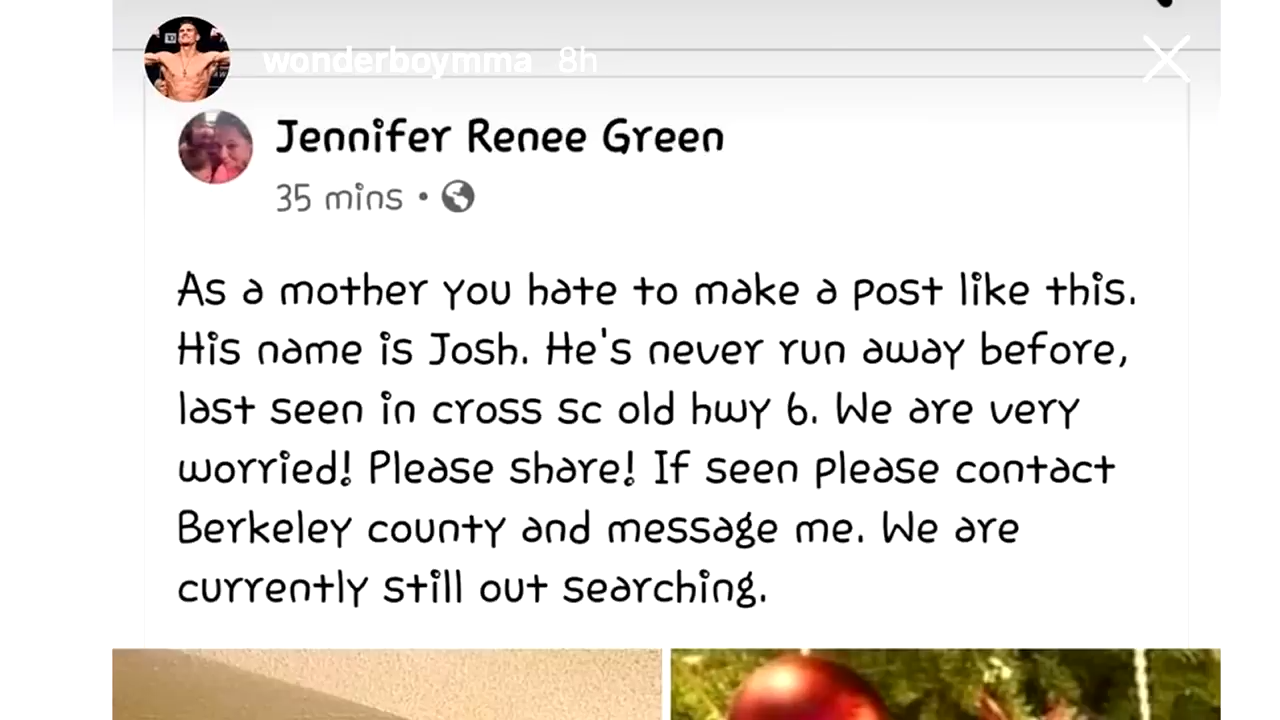 wonderboymma 8h
Jennifer Renee Green
35 mins •
As a mother you hate to make a post like this.
His name is Josh. He's never run away before,
last seen in cross sc old hwy 6. We are very
worried! Please share! If seen please contact
Berkeley county and message me. We are
currently still out searching.